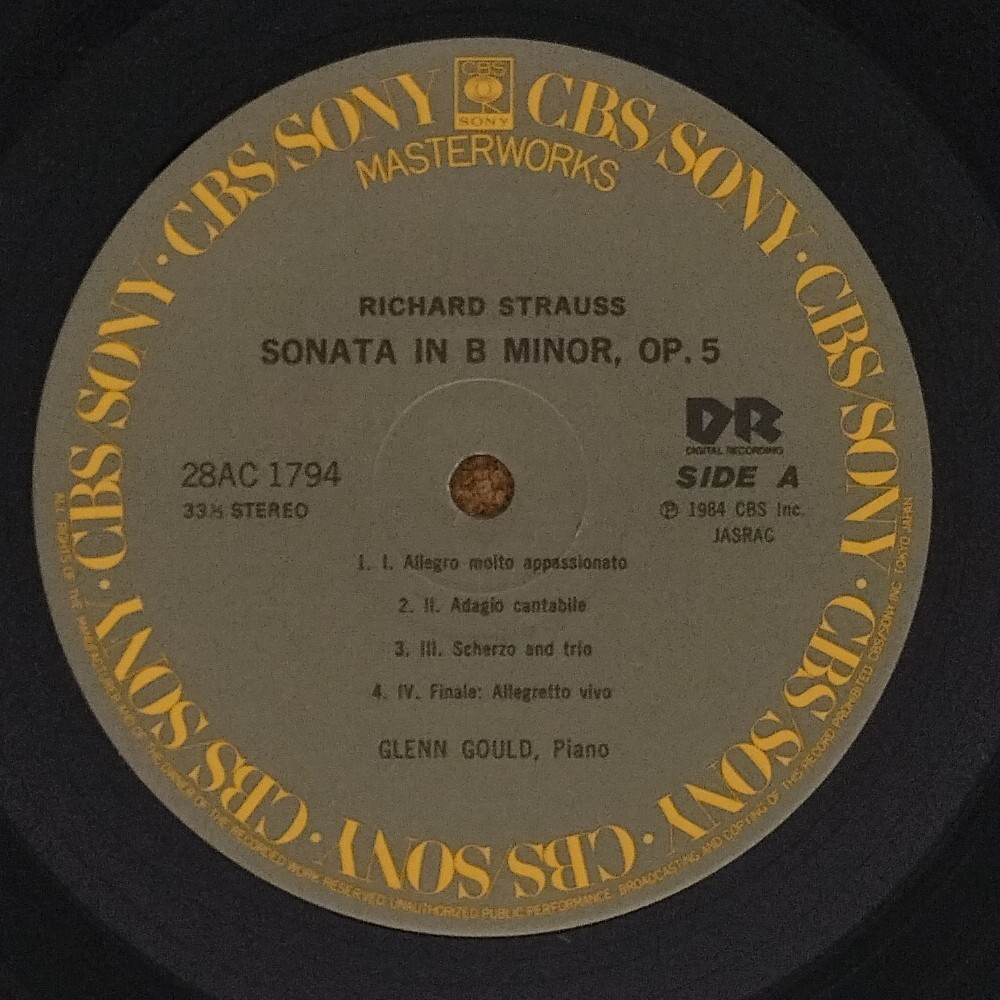 CBS
SONY
CBS/SONY · CBS/SONY · CBS/SONY · CBS/SONY · CBS/SONY · CBS/SONY · CBS/SONY · CBS/SONY
MASTERWORKS
RICHARD STRAUSS
SONATA IN B MINOR, OP. 5
DR
DIGITAL RECORDING
28AC 1794
SIDE A
33⅓ STEREO
℗ 1984 CBS Inc.
JASRAC
1. I. Allegro molto appassionato
2. II. Adagio cantabile
3. III. Scherzo and trio
4. IV. Finale: Allegretto vivo
GLENN GOULD, Piano
ALL RIGHTS OF THE MANUFACTURER AND OF THE OWNER OF THE RECORDED WORK RESERVED UNAUTHORIZED PUBLIC PERFORMANCE BROADCASTING AND COPYING OF THIS RECORD PROHIBITED CBS/SONY INC. TOKYO JAPAN